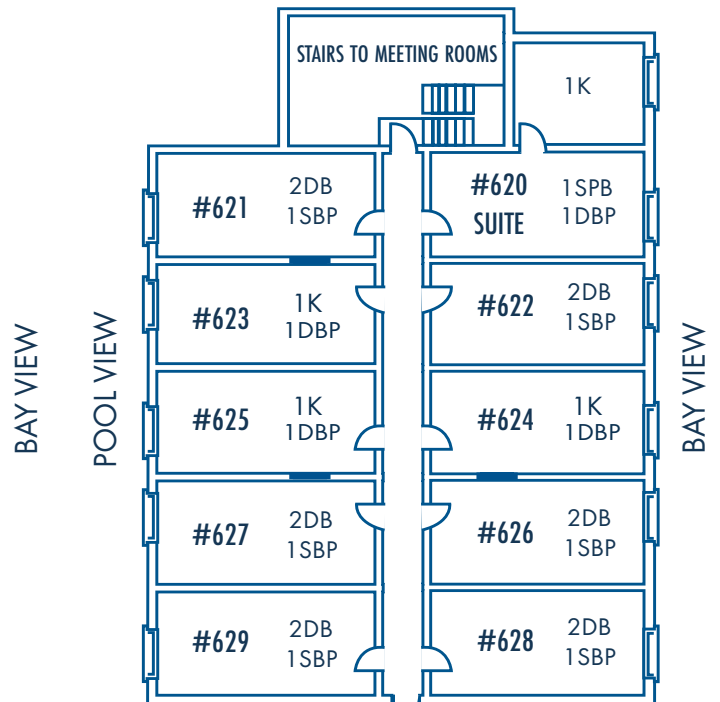 STAIRS TO MEETING ROOMS
1K
#621
2DB
1SBP
#620
SUITE
1SPB
1DBP
#623
1K
1DBP
#622
2DB
1SBP
BAY VIEW
POOL VIEW
BAY VIEW
#625
1K
1DBP
#624
1K
1DBP
#627
2DB
1SBP
#626
2DB
1SBP
#629
2DB
1SBP
#628
2DB
1SBP